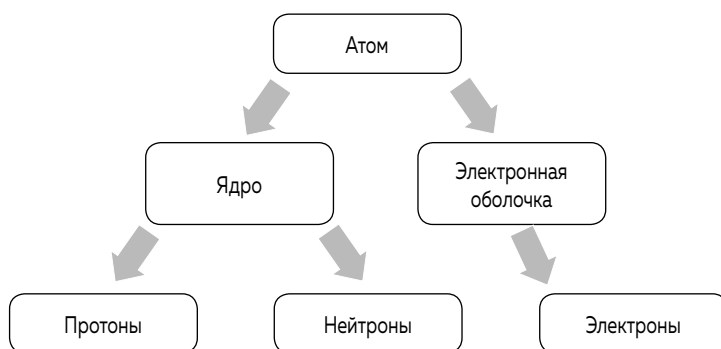 Атом
Ядро
Электронная
оболочка
Протоны
Нейтроны
Электроны